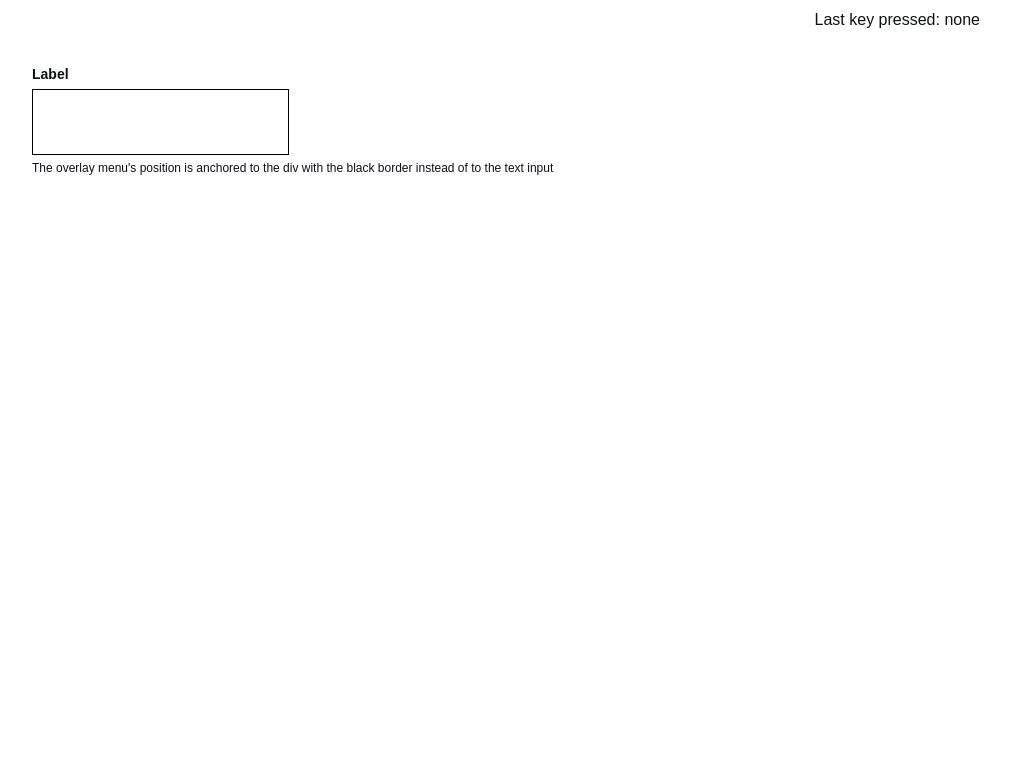 Last key pressed: none
Label
The overlay menu's position is anchored to the div with the black border instead of to the text input